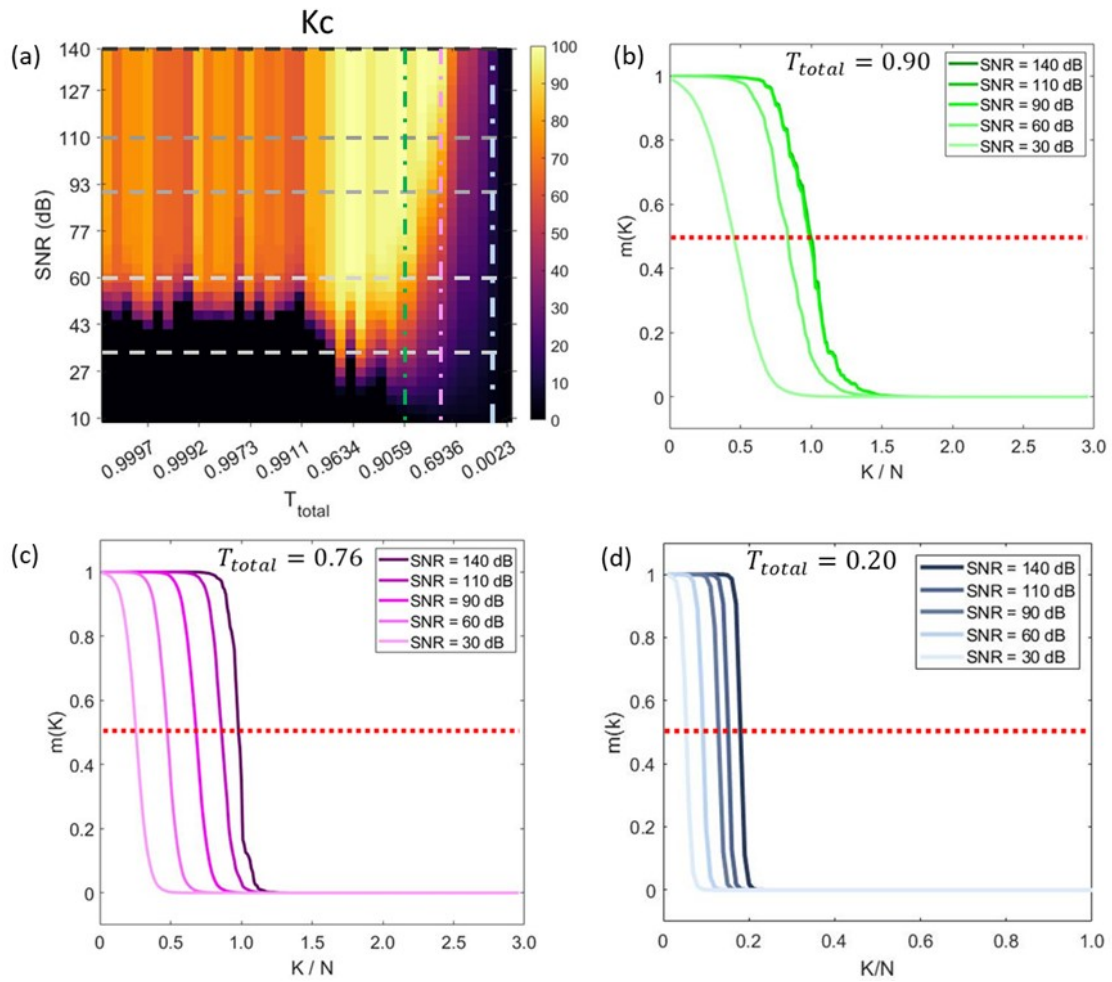 Kc
(a)
SNR (dB)
140
127
110
93
77
60
43
27
10
100
90
80
70
60
50
40
30
20
10
0
0.9997
0.9992
0.9973
0.9911
0.9634
0.9059
0.6936
0.0023
T_total
(b)
T_total = 0.90
SNR = 140 dB
SNR = 110 dB
SNR = 90 dB
SNR = 60 dB
SNR = 30 dB
m(K)
1
0.8
0.6
0.4
0.2
0
0 0.5 1.0 1.5 2.0 2.5 3.0
K / N
(c)
T_total = 0.76
SNR = 140 dB
SNR = 110 dB
SNR = 90 dB
SNR = 60 dB
SNR = 30 dB
m(K)
1
0.8
0.6
0.4
0.2
0
0 0.5 1.0 1.5 2.0 2.5 3.0
K / N
(d)
T_total = 0.20
SNR = 140 dB
SNR = 110 dB
SNR = 90 dB
SNR = 60 dB
SNR = 30 dB
m(k)
1
0.8
0.6
0.4
0.2
0
0 0.2 0.4 0.6 0.8 1.0
K/N